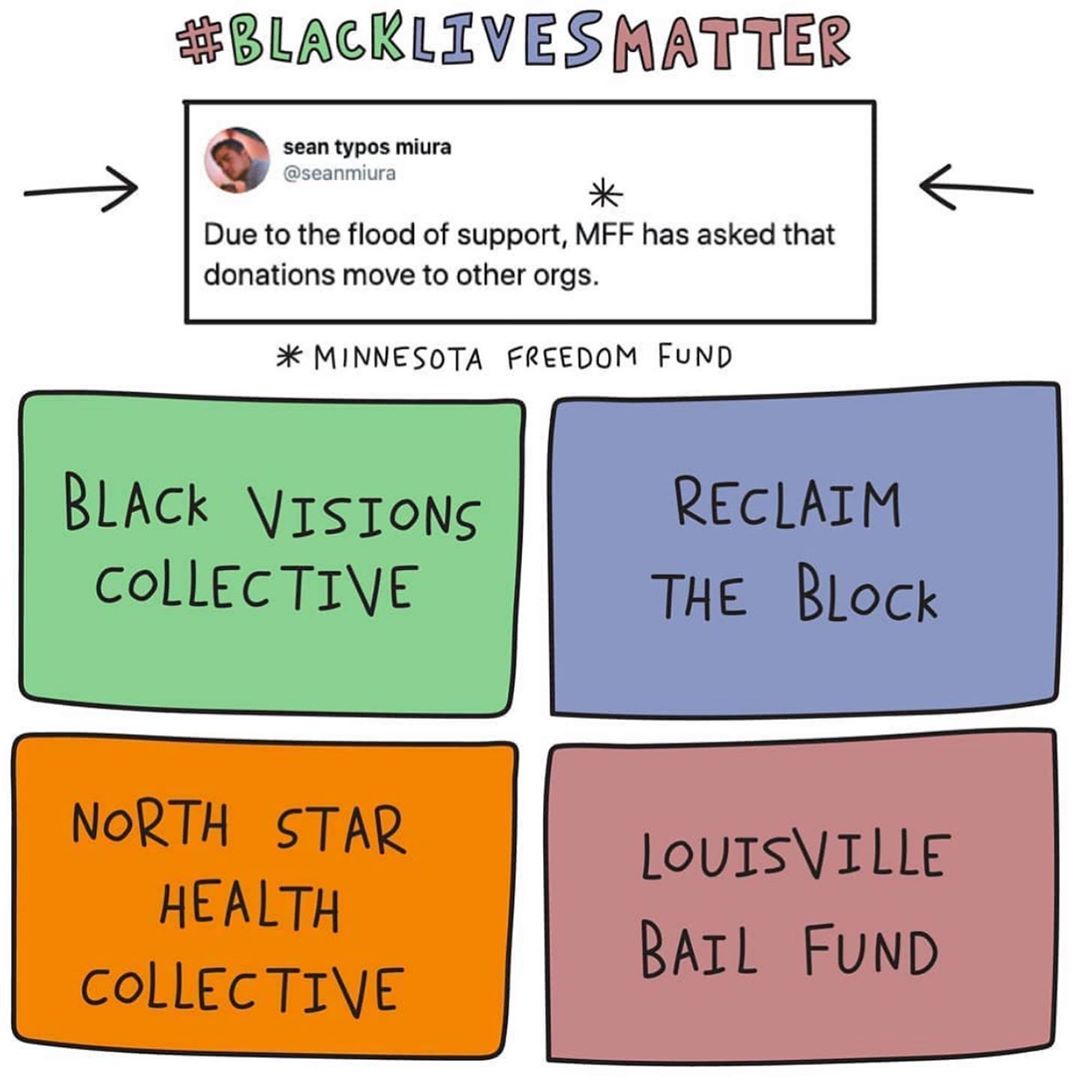 #BLACKLIVESMATTER
sean typos miura
@seanmiura
*
Due to the flood of support, MFF has asked that
donations move to other orgs.
* MINNESOTA FREEDOM FUND
BLACK VISIONS
COLLECTIVE
RECLAIM
THE BLOCK
NORTH STAR
HEALTH
COLLECTIVE
LOUISVILLE
BAIL FUND